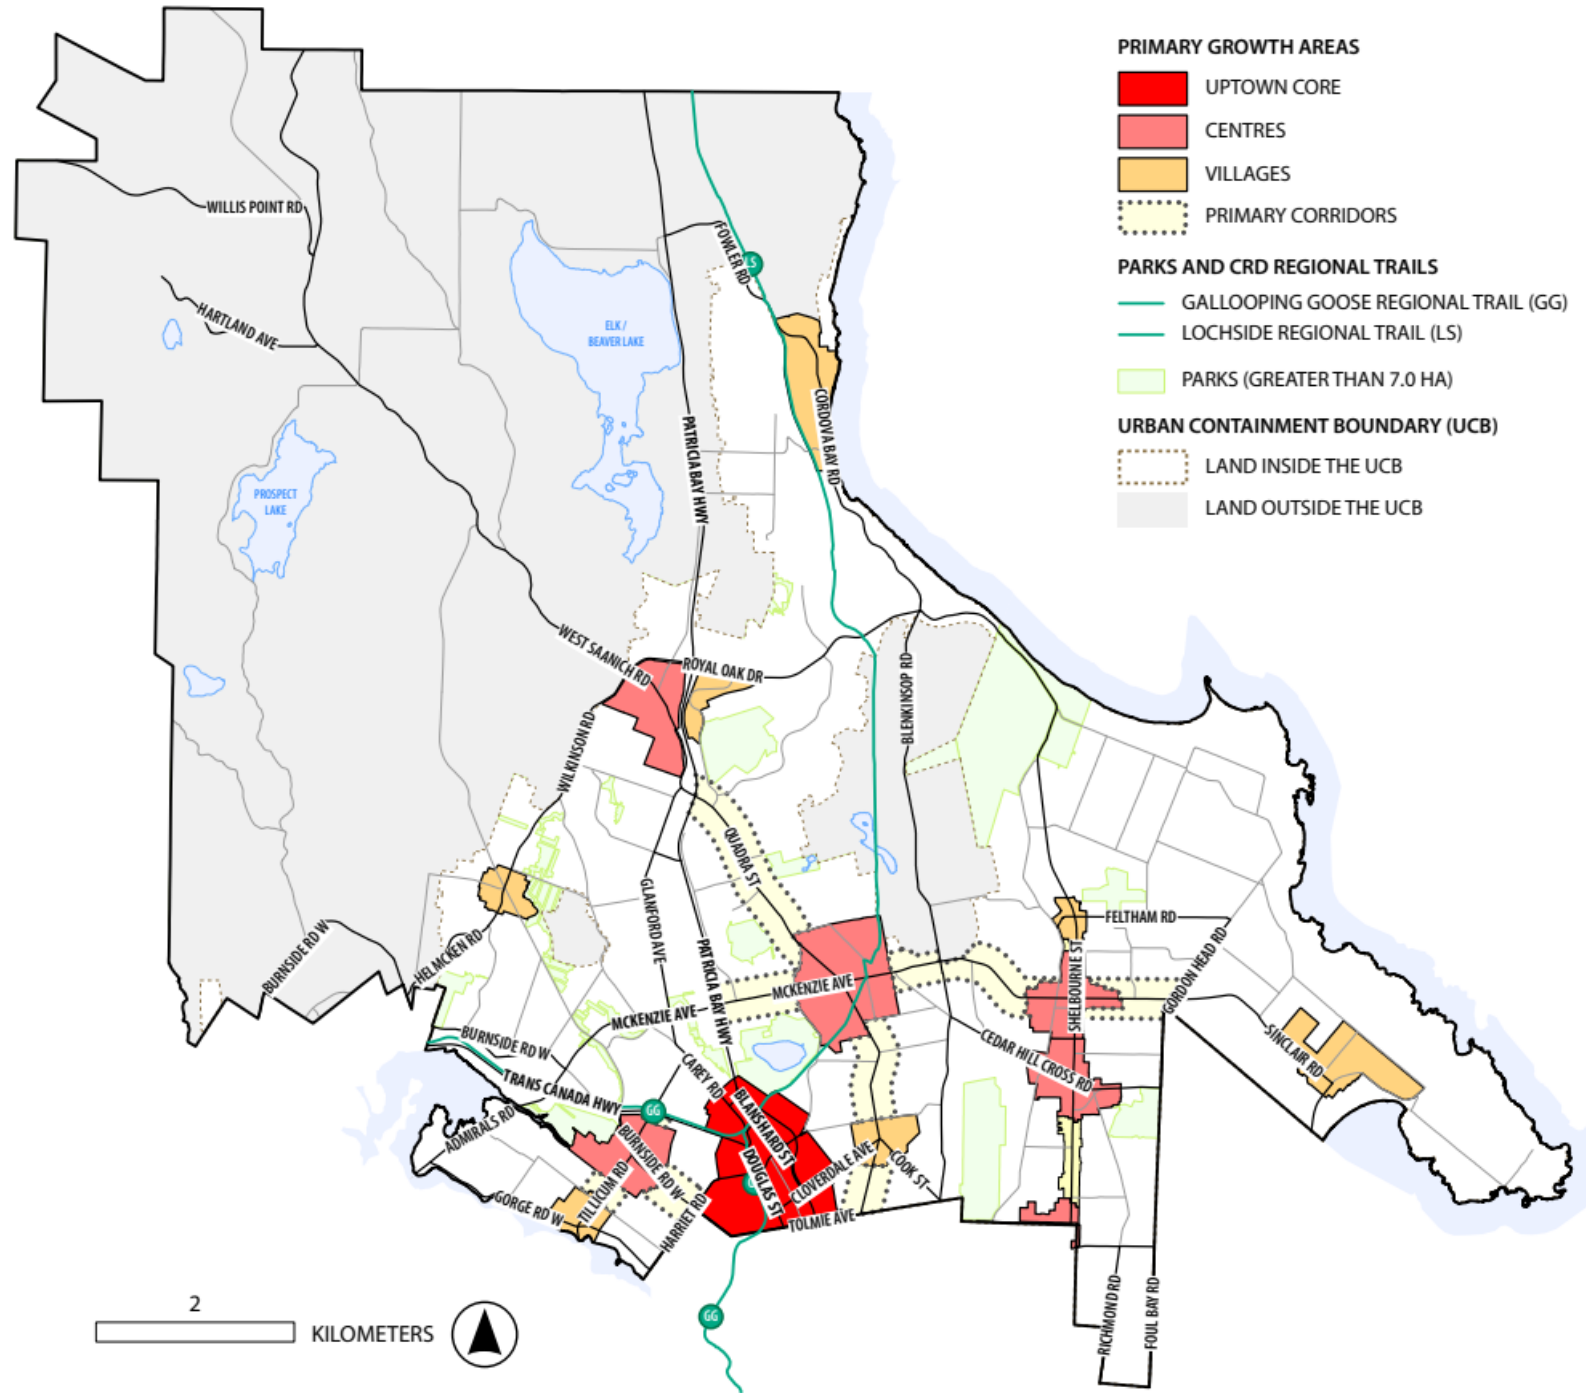 PRIMARY GROWTH AREAS
UPTOWN CORE
CENTRES
VILLAGES
PRIMARY CORRIDORS
PARKS AND CRD REGIONAL TRAILS
GALLOOPING GOOSE REGIONAL TRAIL (GG)
LOCHSIDE REGIONAL TRAIL (LS)
PARKS (GREATER THAN 7.0 HA)
URBAN CONTAINMENT BOUNDARY (UCB)
LAND INSIDE THE UCB
LAND OUTSIDE THE UCB
WILLIS POINT RD
FOWLER RD
LS
HARTLAND AVE
ELK /
BEAVER LAKE
CORDOVA BAY RD
PATRICIA BAY HWY
PROSPECT
LAKE
WEST SAANICH RD
ROYAL OAK DR
BLENKINSOP RD
WILKINSON RD
QUADRA ST
GLANFORD AVE
FELTHAM RD
BURNSIDE RD W
HELMCKEN RD
PATRICIA BAY HWY
SHELBOURNE ST
GORDON HEAD RD
MCKENZIE AVE
MCKENZIE AVE
BURNSIDE RD W
CEDAR HILL CROSS RD
SINCLAIR RD
TRANS CANADA HWY
CAREY RD
GG
BLANSHARD ST
ADMIRALS RD
BURNSIDE RD W
DOUGLAS ST
CLOVERDALE AVE
COOK ST
TILLICUM RD
GORGE RD W
HARRIET RD
TOLMIE AVE
RICHMOND RD
FOUL BAY RD
GG
2
KILOMETERS